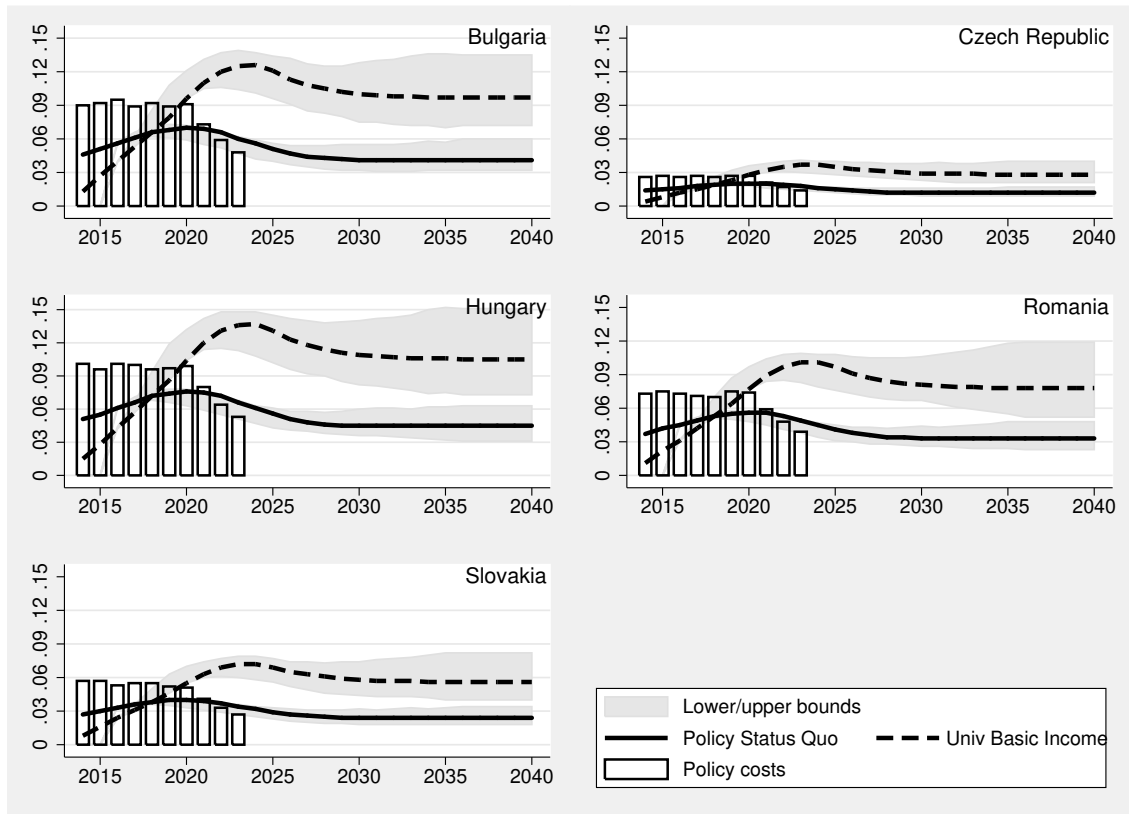 Bulgaria
0 .03 .06 .09 .12 .15
2015 2020 2025 2030 2035 2040
Czech Republic
0 .03 .06 .09 .12 .15
2015 2020 2025 2030 2035 2040
Hungary
0 .03 .06 .09 .12 .15
2015 2020 2025 2030 2035 2040
Romania
0 .03 .06 .09 .12 .15
2015 2020 2025 2030 2035 2040
Slovakia
0 .03 .06 .09 .12 .15
2015 2020 2025 2030 2035 2040
Lower/upper bounds
Policy Status Quo Univ Basic Income
Policy costs